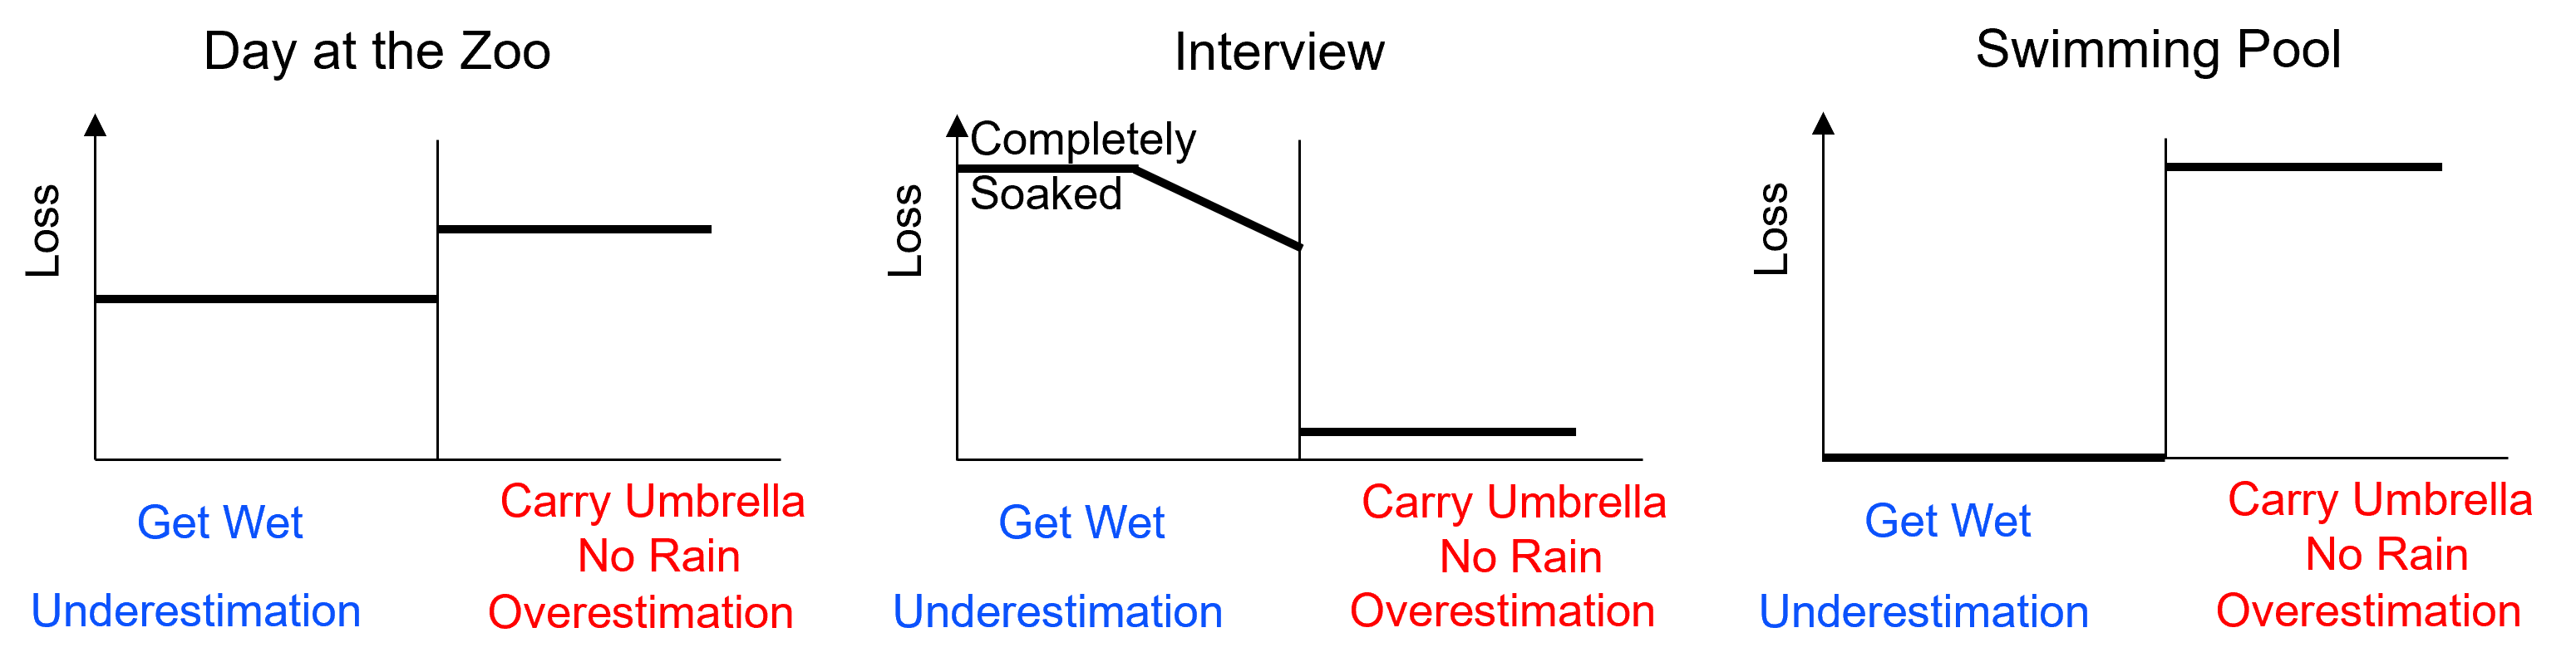 Day at the Zoo
Loss
Get Wet
Carry Umbrella
No Rain
Underestimation
Overestimation
Interview
Loss
Completely
Soaked
Get Wet
Carry Umbrella
No Rain
Underestimation
Overestimation
Swimming Pool
Loss
Get Wet
Carry Umbrella
No Rain
Underestimation
Overestimation